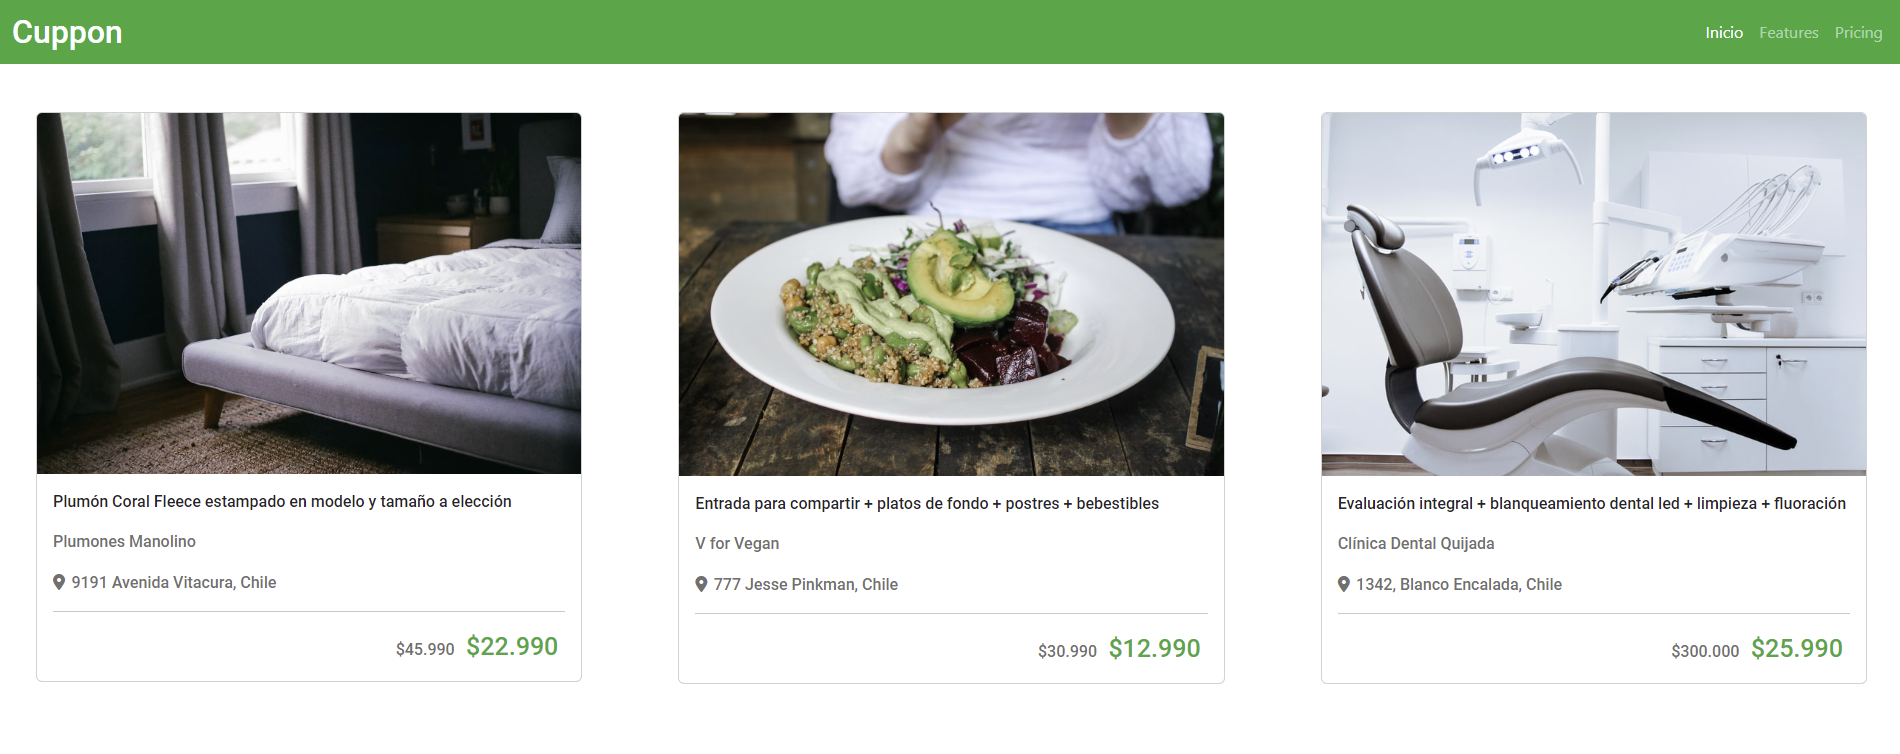 Cuppon
Inicio Features Pricing
Plumón Coral Fleece estampado en modelo y tamaño a elección
Plumones Manolino
9191 Avenida Vitacura, Chile
$45.990 $22.990
Entrada para compartir + platos de fondo + postres + bebestibles
V for Vegan
777 Jesse Pinkman, Chile
$30.990 $12.990
Evaluación integral + blanqueamiento dental led + limpieza + fluoración
Clínica Dental Quijada
1342, Blanco Encalada, Chile
$300.000 $25.990